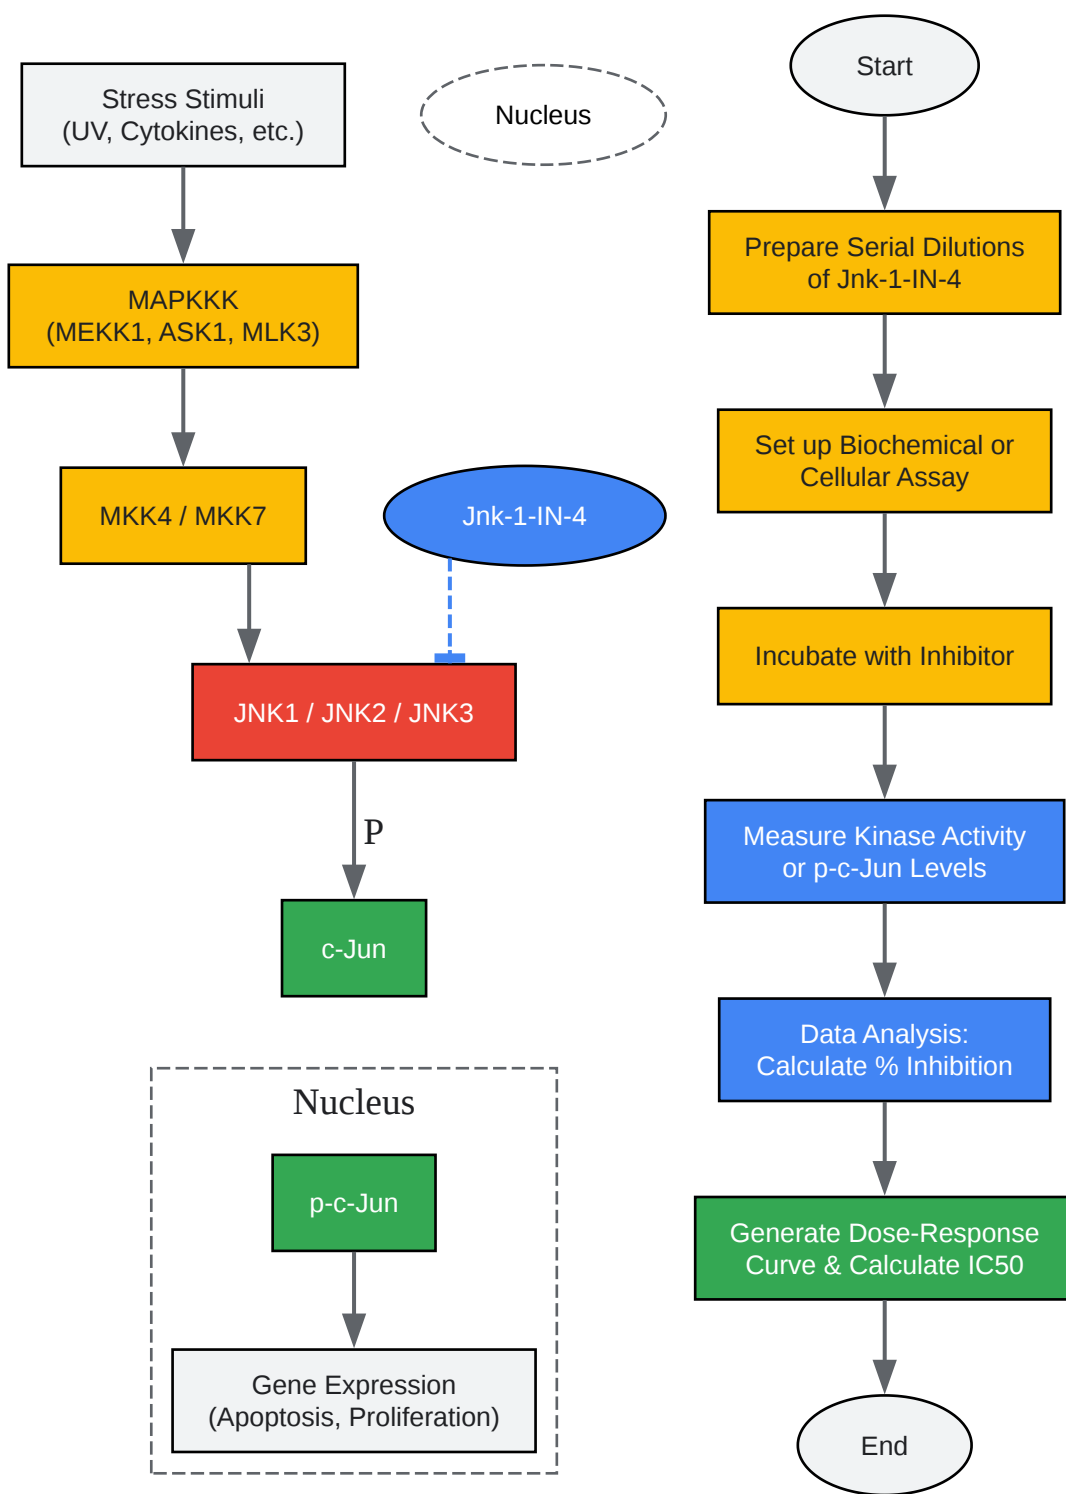 Stress Stimuli
(UV, Cytokines, etc.)
MAPKKK
(MEKK1, ASK1, MLK3)
MKK4 / MKK7
Nucleus
Jnk-1-IN-4
JNK1 / JNK2 / JNK3
P
c-Jun
Nucleus
p-c-Jun
Gene Expression
(Apoptosis, Proliferation)
Start
Prepare Serial Dilutions
of Jnk-1-IN-4
Set up Biochemical or
Cellular Assay
Incubate with Inhibitor
Measure Kinase Activity
or p-c-Jun Levels
Data Analysis:
Calculate % Inhibition
Generate Dose-Response
Curve & Calculate IC50
End